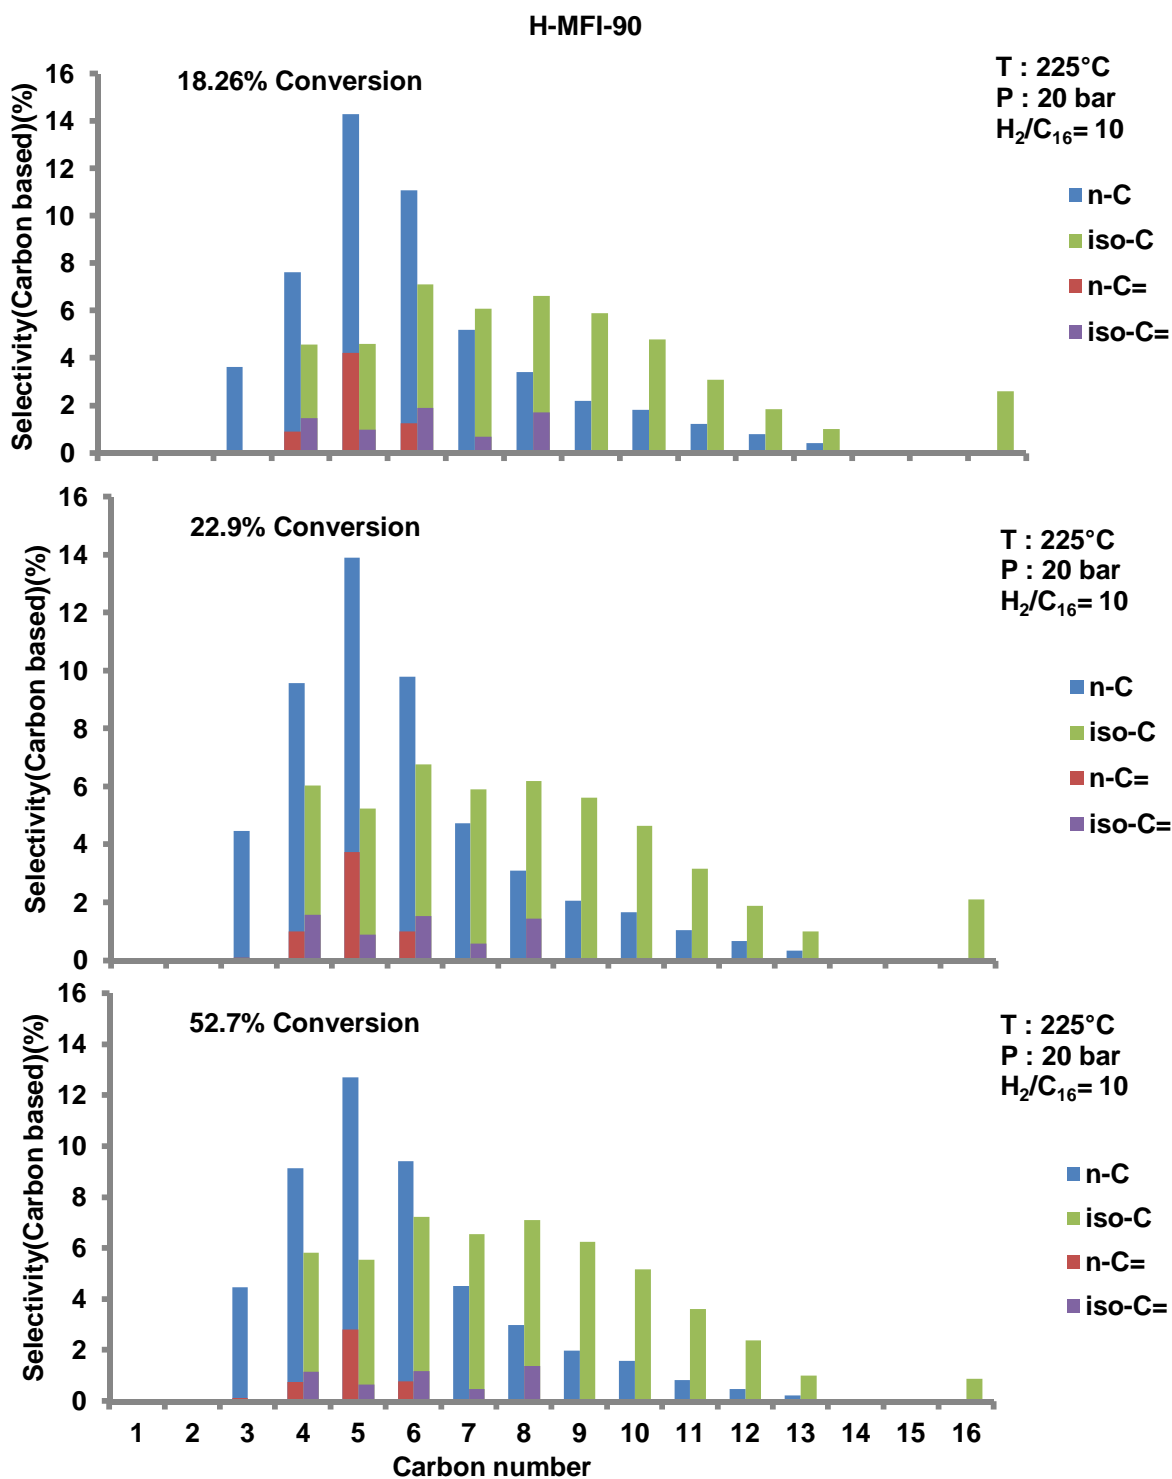 H-MFI-90
18.26% Conversion
T : 225°C
P : 20 bar
H₂/C₁₆= 10
Selectivity(Carbon based)(%)
16
14
12
10
8
6
4
2
0
n-C
iso-C
n-C=
iso-C=
22.9% Conversion
T : 225°C
P : 20 bar
H₂/C₁₆= 10
Selectivity(Carbon based)(%)
16
14
12
10
8
6
4
2
0
n-C
iso-C
n-C=
iso-C=
52.7% Conversion
T : 225°C
P : 20 bar
H₂/C₁₆= 10
Selectivity(Carbon based)(%)
16
14
12
10
8
6
4
2
0
n-C
iso-C
n-C=
iso-C=
1 2 3 4 5 6 7 8 9 10 11 12 13 14 15 16
Carbon number